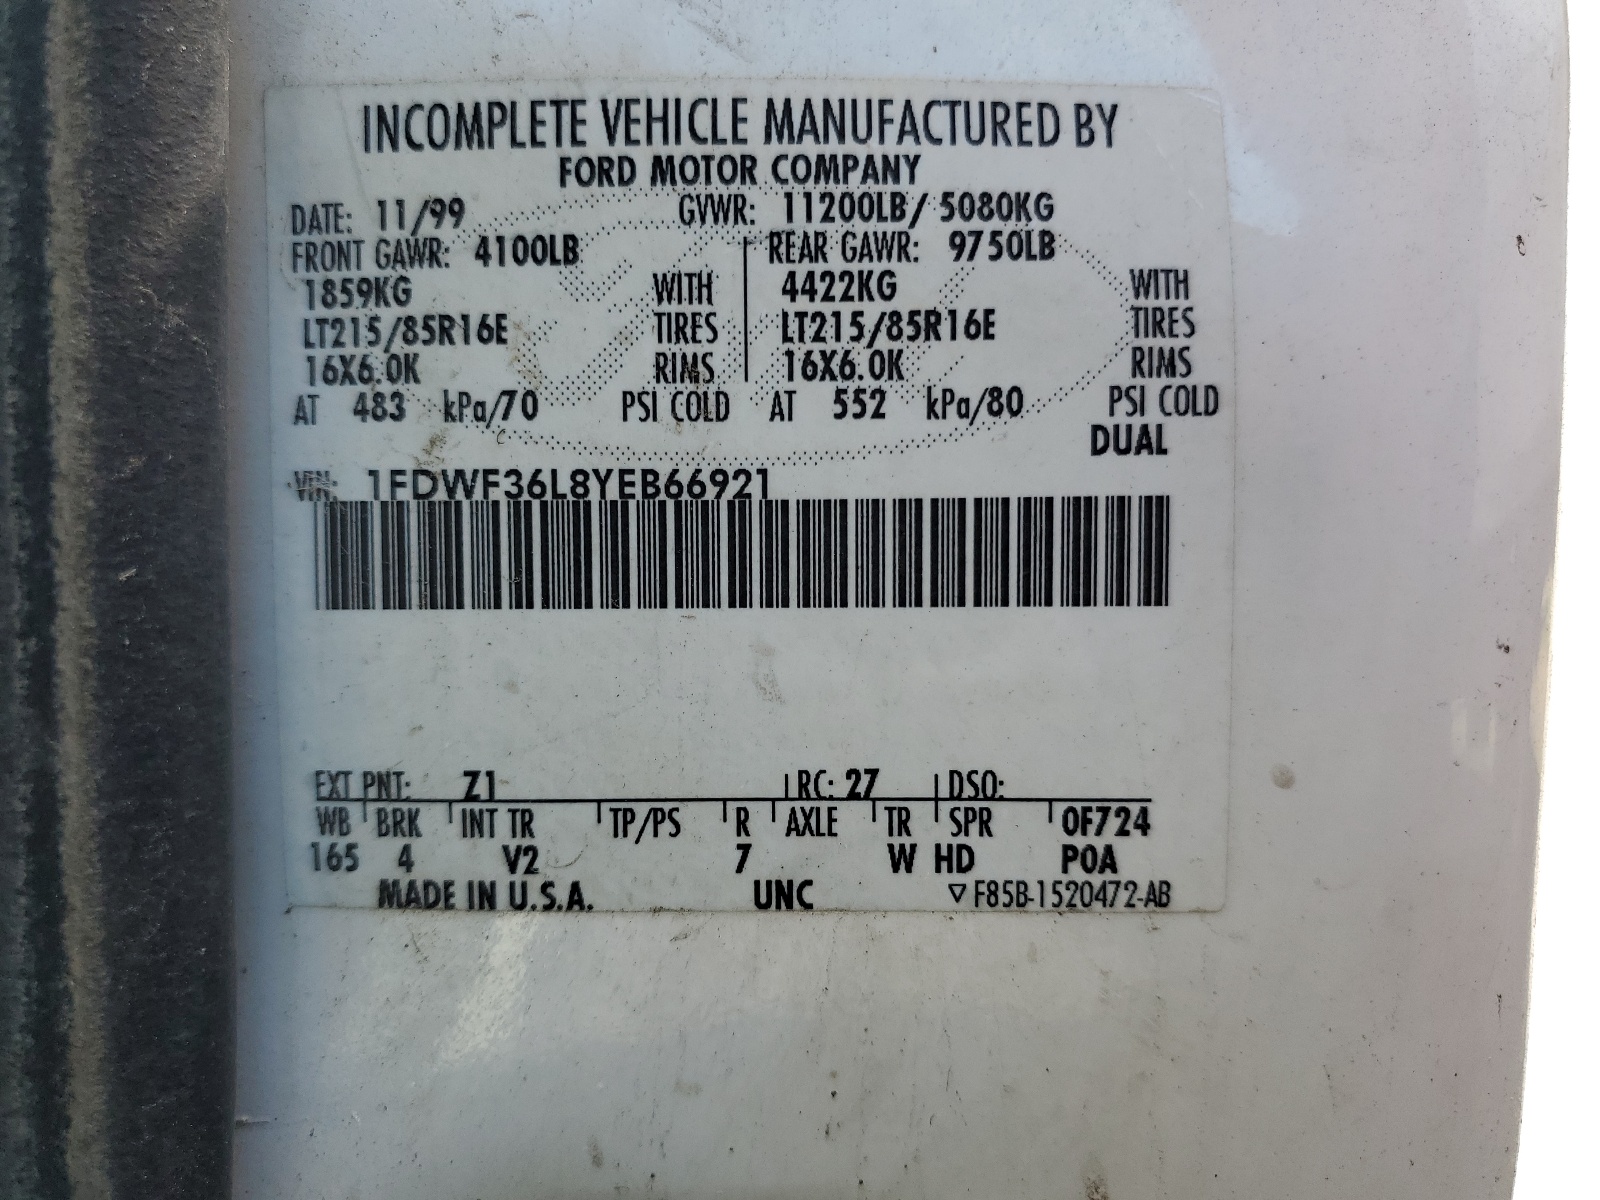 INCOMPLETE VEHICLE MANUFACTURED BY
FORD MOTOR COMPANY
DATE: 11/99 GVWR: 11200LB/ 5080KG
FRONT GAWR: 4100LB REAR GAWR: 9750LB
1859KG WITH 4422KG WITH
LT215/85R16E TIRES LT215/85R16E TIRES
16X6.0K RIMS 16X6.0K RIMS
AT 483 kPa/70 PSI COLD AT 552 kPa/80 PSI COLD
DUAL
VIN: 1FDWF36L8YEB66921
EXT PNT: Z1 RC: 27 DSO:
WB BRK INT TR TP/PS R AXLE TR SPR 0F724
165 4 V2 7 W HD P0A
MADE IN U.S.A. UNC ▽ F85B-1520472-AB